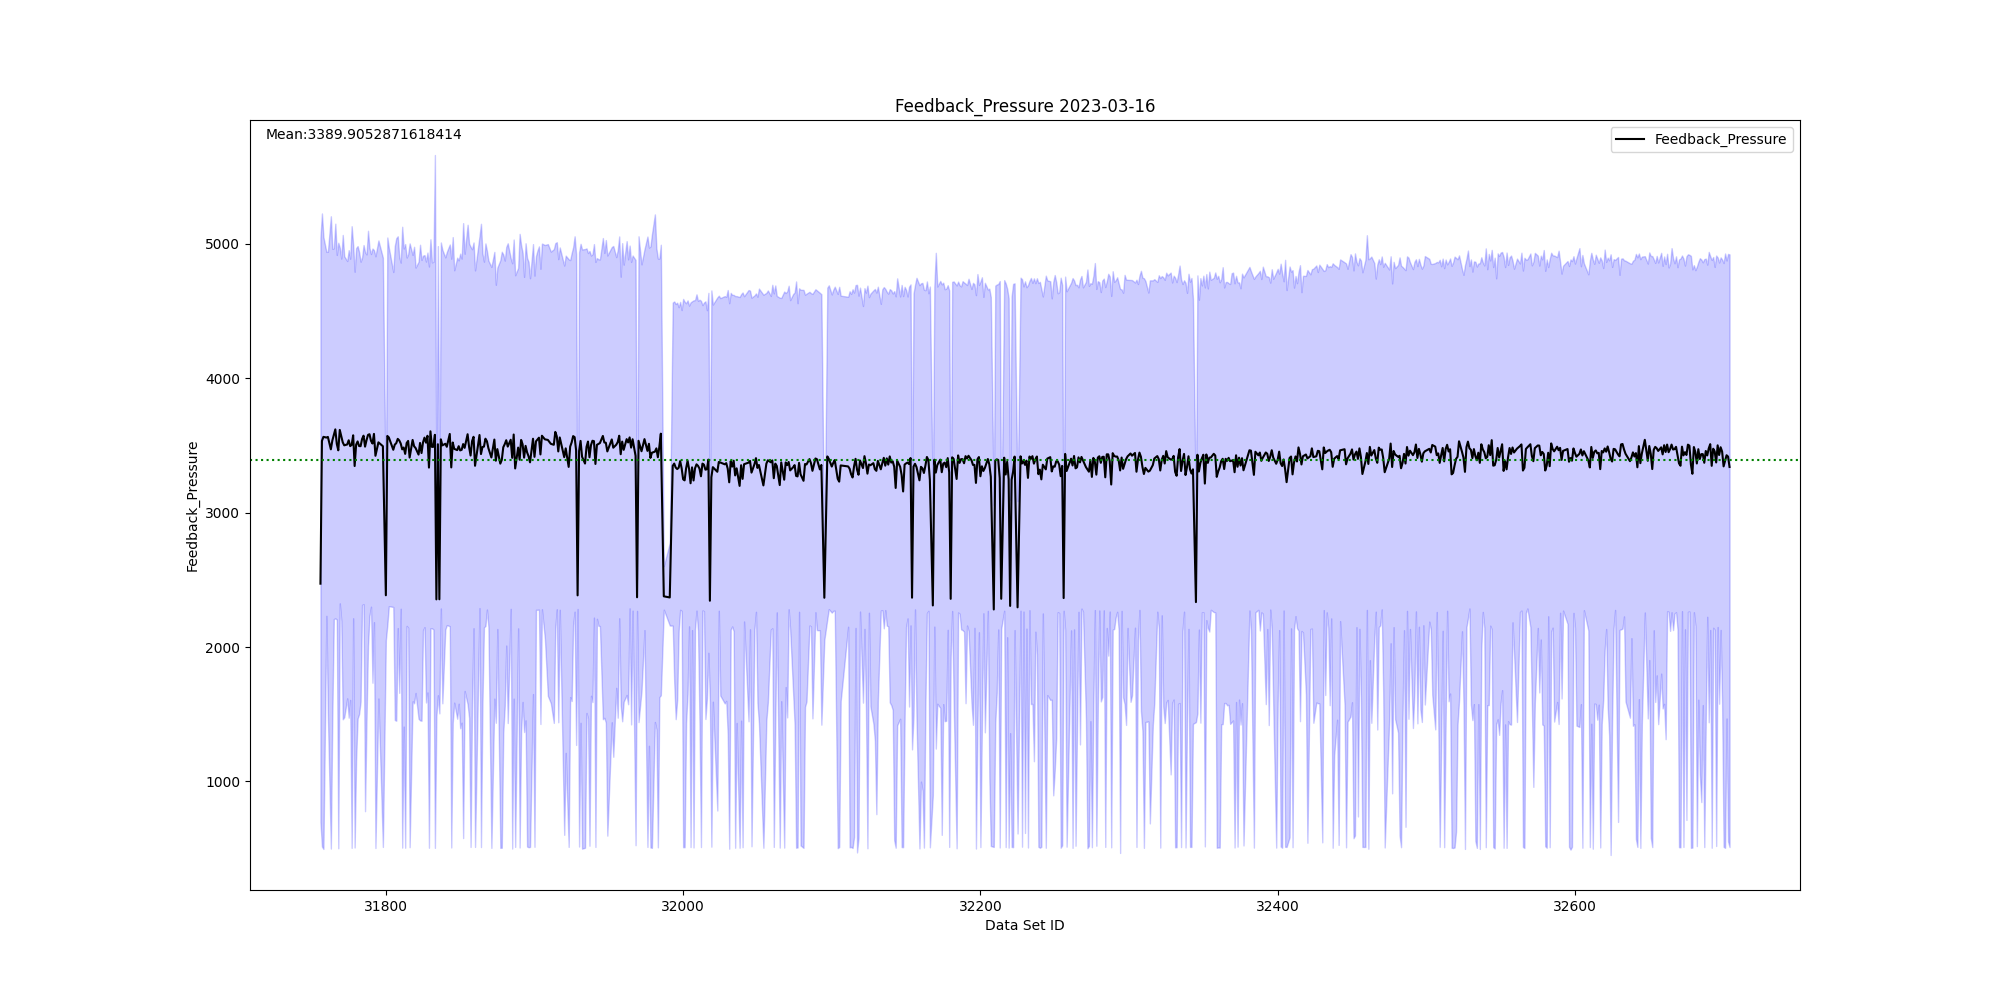 Feedback_Pressure 2023-03-16
Mean:3389.9052871618414
Feedback_Pressure
5000
4000
3000
2000
1000
Feedback_Pressure
31800
32000
32200
32400
32600
Data Set ID